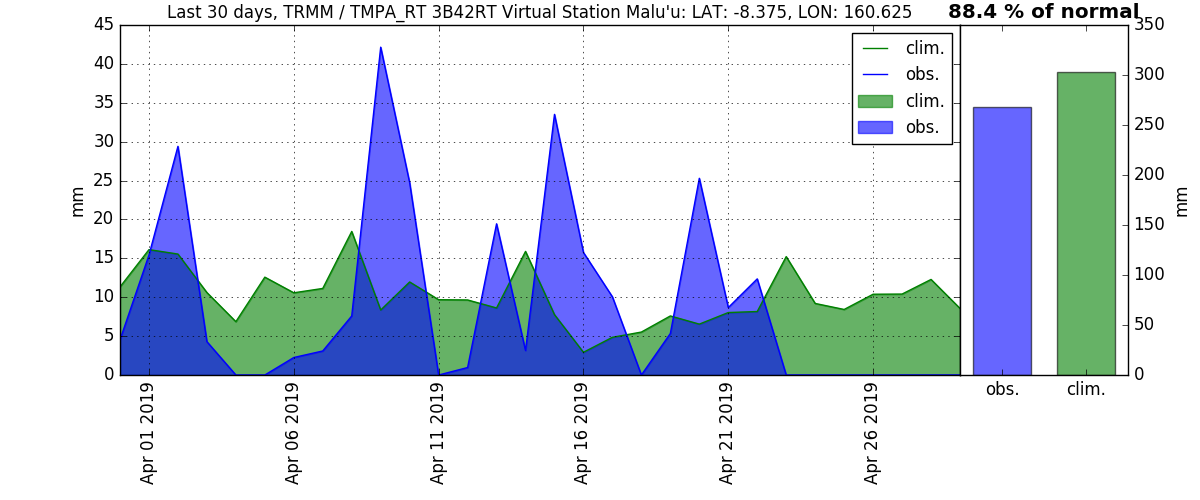 Last 30 days, TRMM / TMPA_RT 3B42RT Virtual Station Malu'u: LAT: -8.375, LON: 160.625
88.4 % of normal
45
40
35
30
25
20
15
10
5
0
mm
clim.
obs.
clim.
obs.
350
300
250
200
150
100
50
0
mm
obs.
clim.
Apr 01 2019
Apr 06 2019
Apr 11 2019
Apr 16 2019
Apr 21 2019
Apr 26 2019